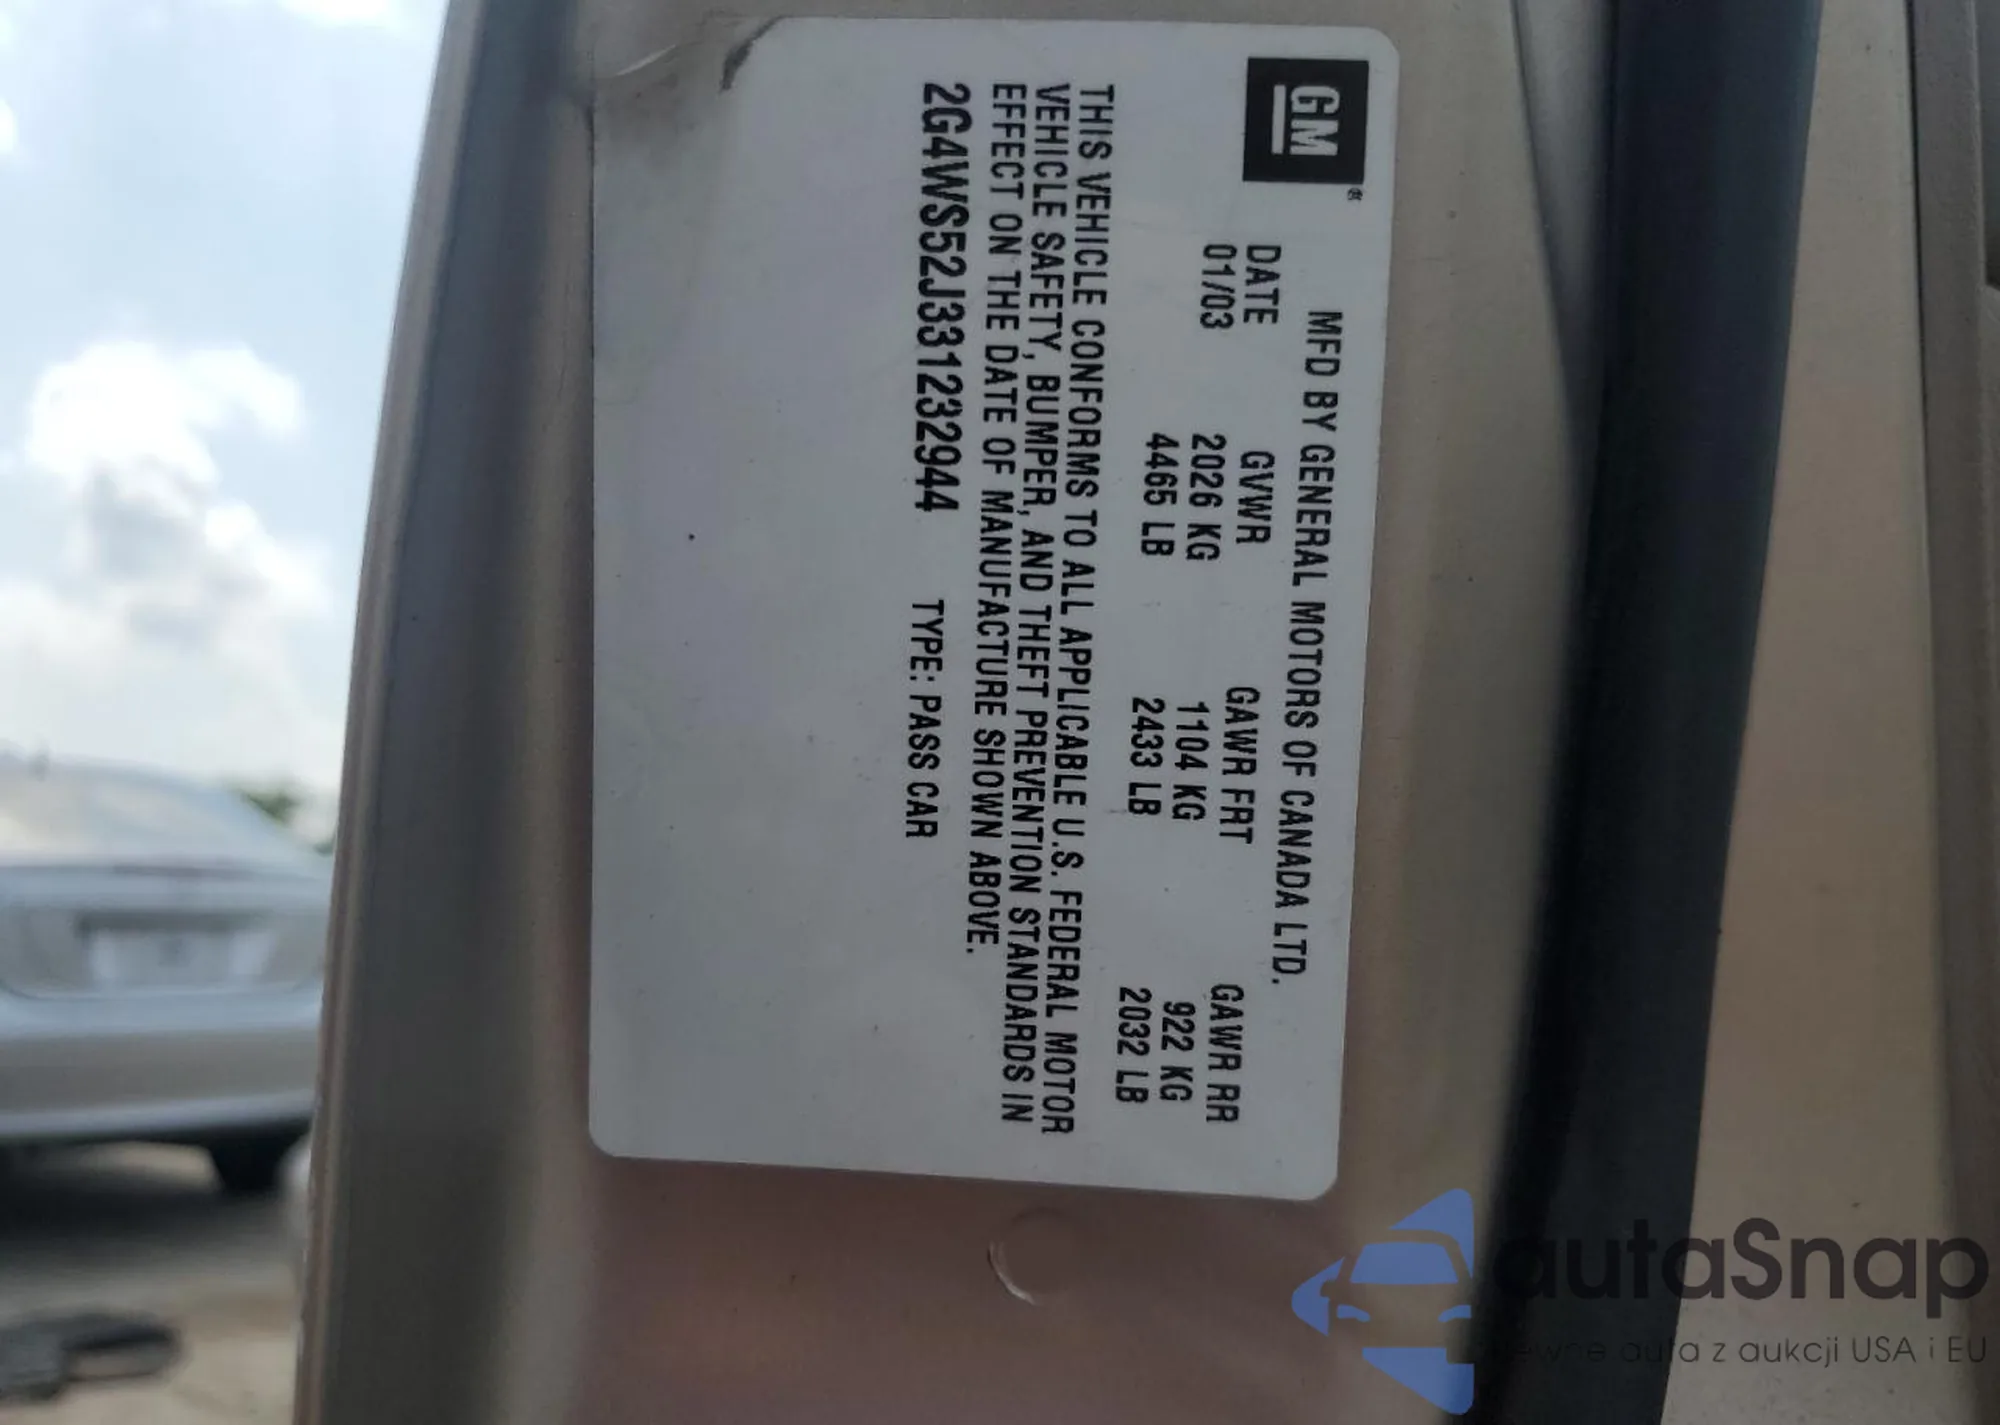 GM®
MFD BY GENERAL MOTORS OF CANADA LTD.
DATE GVWR GAWR FRT GAWR RR
01/03 2026 KG 1104 KG 922 KG
4465 LB 2433 LB 2032 LB
THIS VEHICLE CONFORMS TO ALL APPLICABLE U.S. FEDERAL MOTOR
VEHICLE SAFETY, BUMPER, AND THEFT PREVENTION STANDARDS IN
EFFECT ON THE DATE OF MANUFACTURE SHOWN ABOVE.
2G4WS52J331232944 TYPE: PASS CAR
autaSnap
pewne auta z aukcji USA i EU